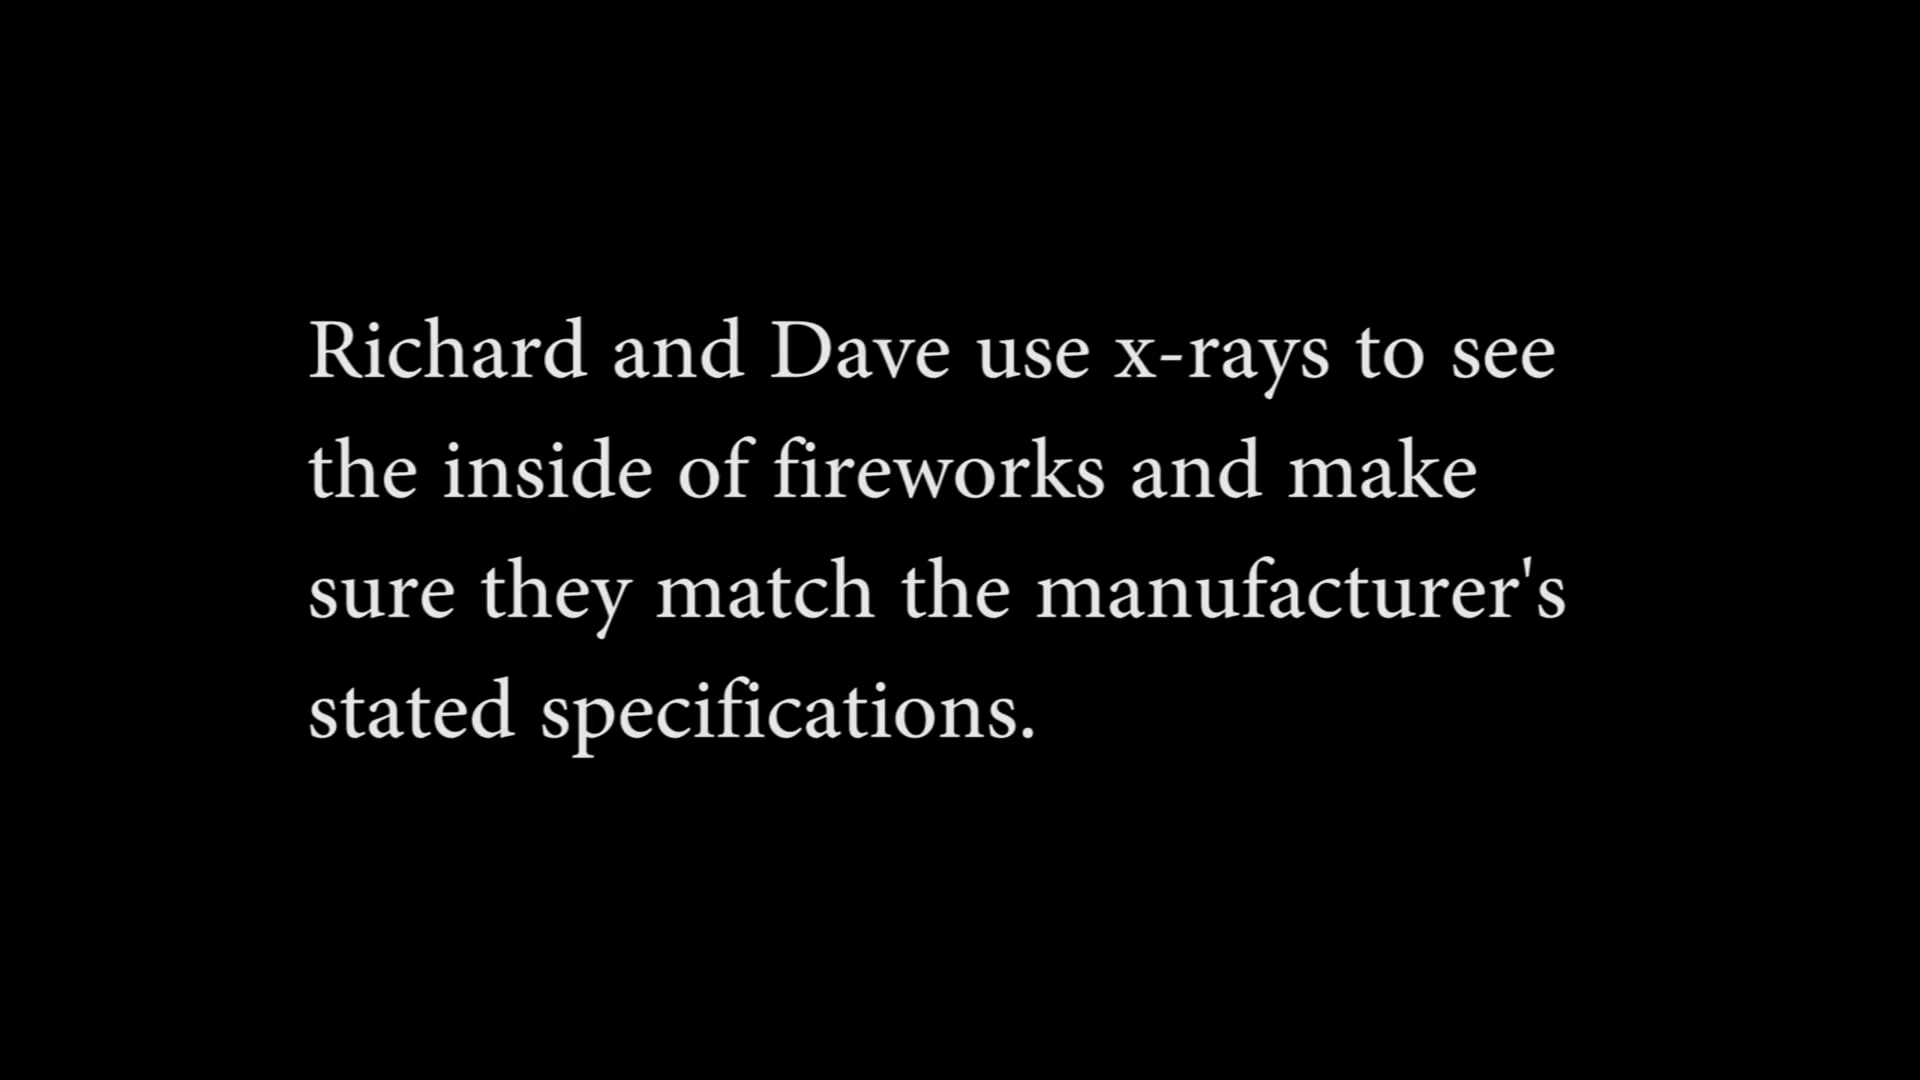 Richard and Dave use x-rays to see
the inside of fireworks and make
sure they match the manufacturer's
stated specifications.